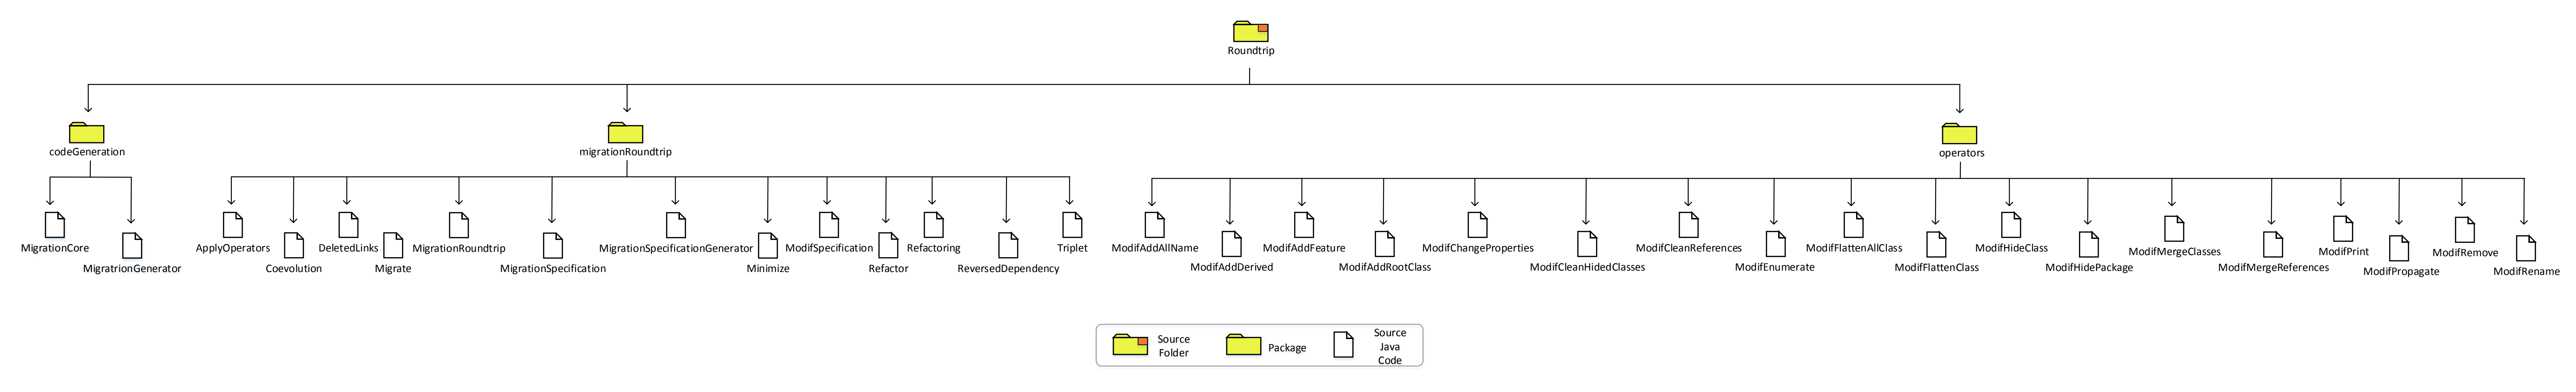 Roundtrip
codeGeneration
migrationRoundtrip
operators
MigrationCore
MigratrionGenerator
ApplyOperators
Coevolution
DeletedLinks
Migrate
MigrationRoundtrip
MigrationSpecification
MigrationSpecificationGenerator
Minimize
ModifSpecification
Refactor
Refactoring
ReversedDependency
Triplet
ModifAddAllName
ModifAddDerived
ModifAddFeature
ModifAddRootClass
ModifChangeProperties
ModifCleanHidedClasses
ModifCleanReferences
ModifEnumerate
ModifFlattenAllClass
ModifFlattenClass
ModifHideClass
ModifHidePackage
ModifMergeClasses
ModifMergeReferences
ModifPrint
ModifPropagate
ModifRemove
ModifRename
Source
Folder
Package
Source
Java
Code